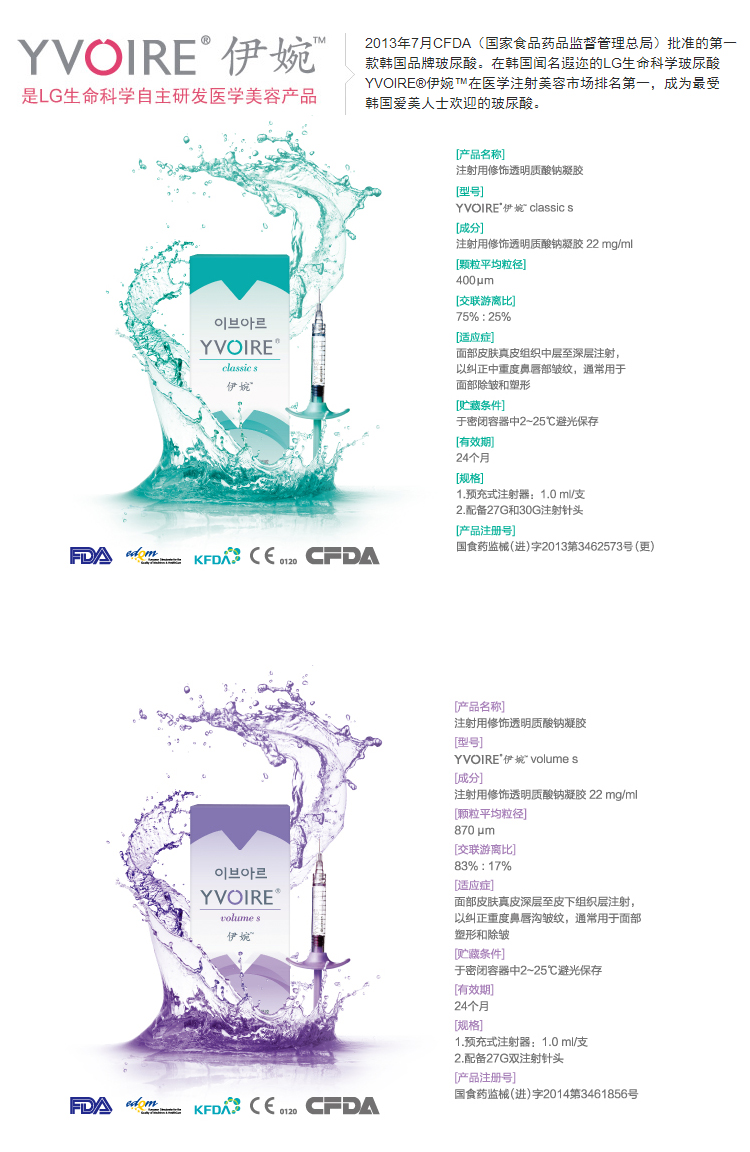 YVOIRE® 伊婉™
是LG生命科学自主研发医学美容产品
2013年7月CFDA（国家食品药品监督管理总局）批准的第一
款韩国品牌玻尿酸。在韩国闻名遐迩的LG生命科学玻尿酸
YVOIRE®伊婉™在医学注射美容市场排名第一，成为最受
韩国爱美人士欢迎的玻尿酸。
이브아르
YVOIRE®
classic s
伊婉™
FDA
edqm
KFDA
CE 0120
CFDA
[产品名称]
注射用修饰透明质酸钠凝胶
[型号]
YVOIRE®伊婉™ classic s
[成分]
注射用修饰透明质酸钠凝胶 22 mg/ml
[颗粒平均粒径]
400μm
[交联游离比]
75% : 25%
[适应症]
面部皮肤真皮组织中层至深层注射，
以纠正中重度鼻唇部皱纹，通常用于
面部除皱和塑形
[贮藏条件]
于密闭容器中2~25℃避光保存
[有效期]
24个月
[规格]
1.预充式注射器：1.0 ml/支
2.配备27G和30G注射针头
[产品注册号]
国食药监械（进）字2013第3462573号（更）
이브아르
YVOIRE®
volume s
伊婉™
FDA
edqm
KFDA
CE 0120
CFDA
[产品名称]
注射用修饰透明质酸钠凝胶
[型号]
YVOIRE®伊婉™ volume s
[成分]
注射用修饰透明质酸钠凝胶 22 mg/ml
[颗粒平均粒径]
870 μm
[交联游离比]
83% : 17%
[适应症]
面部皮肤真皮深层至皮下组织层注射，
以纠正重度鼻唇沟皱纹，通常用于面部
塑形和除皱
[贮藏条件]
于密闭容器中2~25℃避光保存
[有效期]
24个月
[规格]
1.预充式注射器：1.0 ml/支
2.配备27G双注射针头
[产品注册号]
国食药监械（进）字2014第3461856号